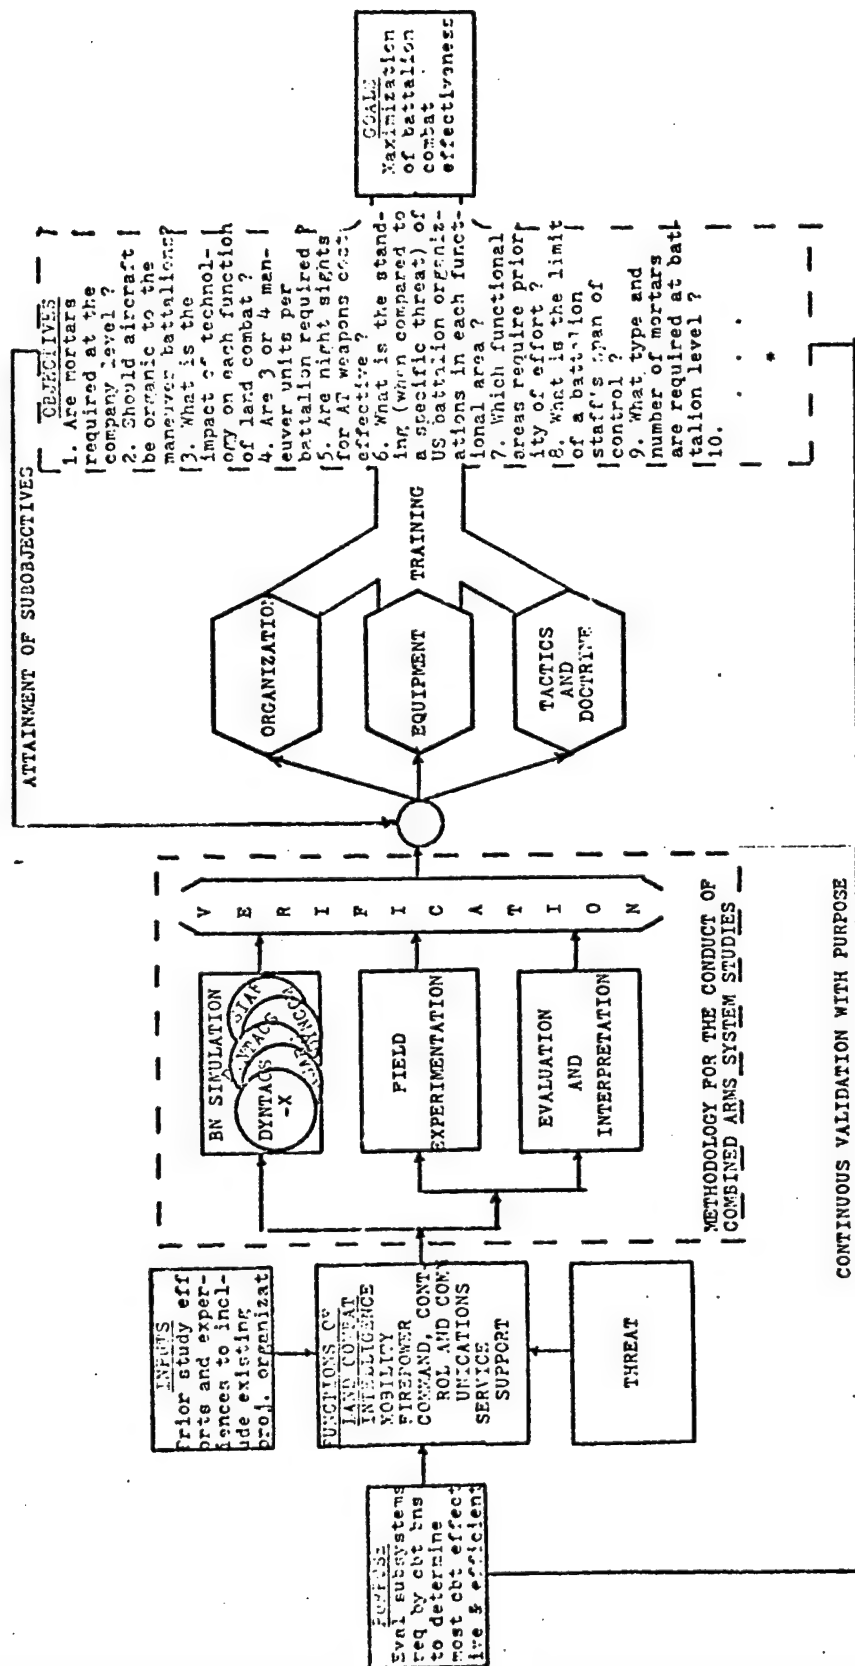 PURPOSE
Eval subsystems
req by cbt bns
to determine
most cbt effect
ive & efficient
INPUTS
Prior study eff
orts and exper-
iences to incl-
ude existing
proj. organizat
FUNCTIONS OF
LAND COMBAT
INTELLIGENCE
MOBILITY
FIREPOWER
COMMAND, CONT-
ROL AND COMM
UNICATIONS
SERVICE
SUPPORT
THREAT
BN SIMULATION
DYNTACS
-X
DYNTACS
STAF
FIELD
EXPERIMENTATION
EVALUATION
AND
INTERPRETATION
VERIFICATION
METHODOLOGY FOR THE CONDUCT OF
COMBINED ARMS SYSTEM STUDIES
ATTAINMENT OF SUBOBJECTIVES
ORGANIZATION
EQUIPMENT
TACTICS
AND
DOCTRINE
TRAINING
OBJECTIVES
1. Are mortars
required at the
company level ?
2. Should aircraft
be organic to the
maneuver battalions?
3. What is the
impact of technol-
ogy on each function
of land combat ?
4. Are 3 or 4 man-
euver units per
battalion required ?
5. Are night sights
for AT weapons cost
effective ?
6. What is the stand-
ing (when compared to
a specific threat) of
US battalion organiz-
ations in each funct-
ional area ?
7. Which functional
areas require prior
ity of effort ?
8. What is the limit
of a battalion
staff's span of
control ?
9. What type and
number of mortars
are required at bat-
talion level ?
10. . . .
*
GOALS
Maximization
of battalion
combat
effectiveness
CONTINUOUS VALIDATION WITH PURPOSE